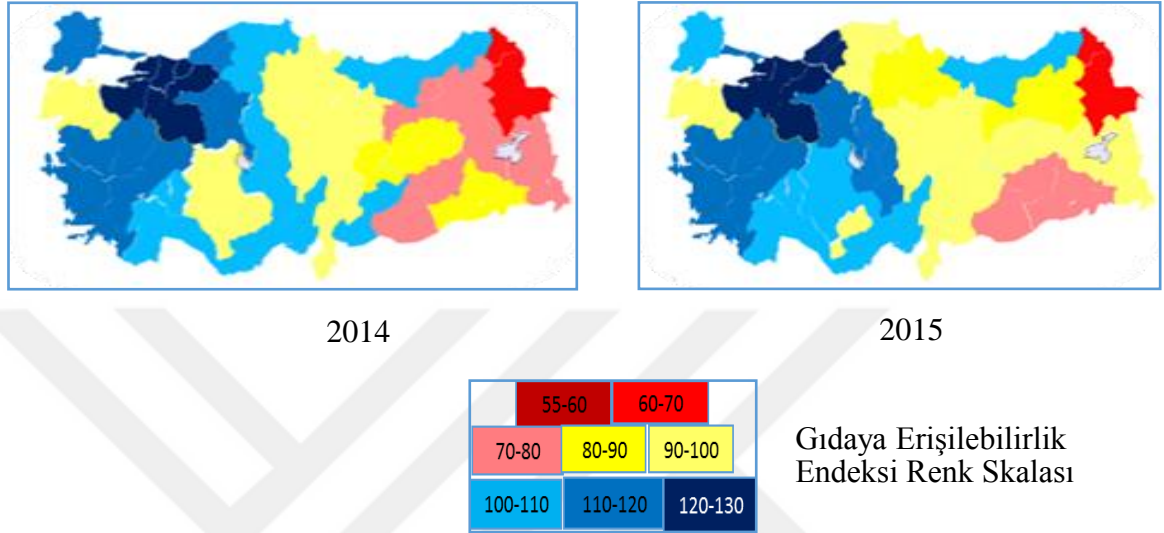 2014
2015
55-60 60-70
70-80 80-90 90-100
100-110 110-120 120-130
Gıdaya Erişilebilirlik
Endeksi Renk Skalası